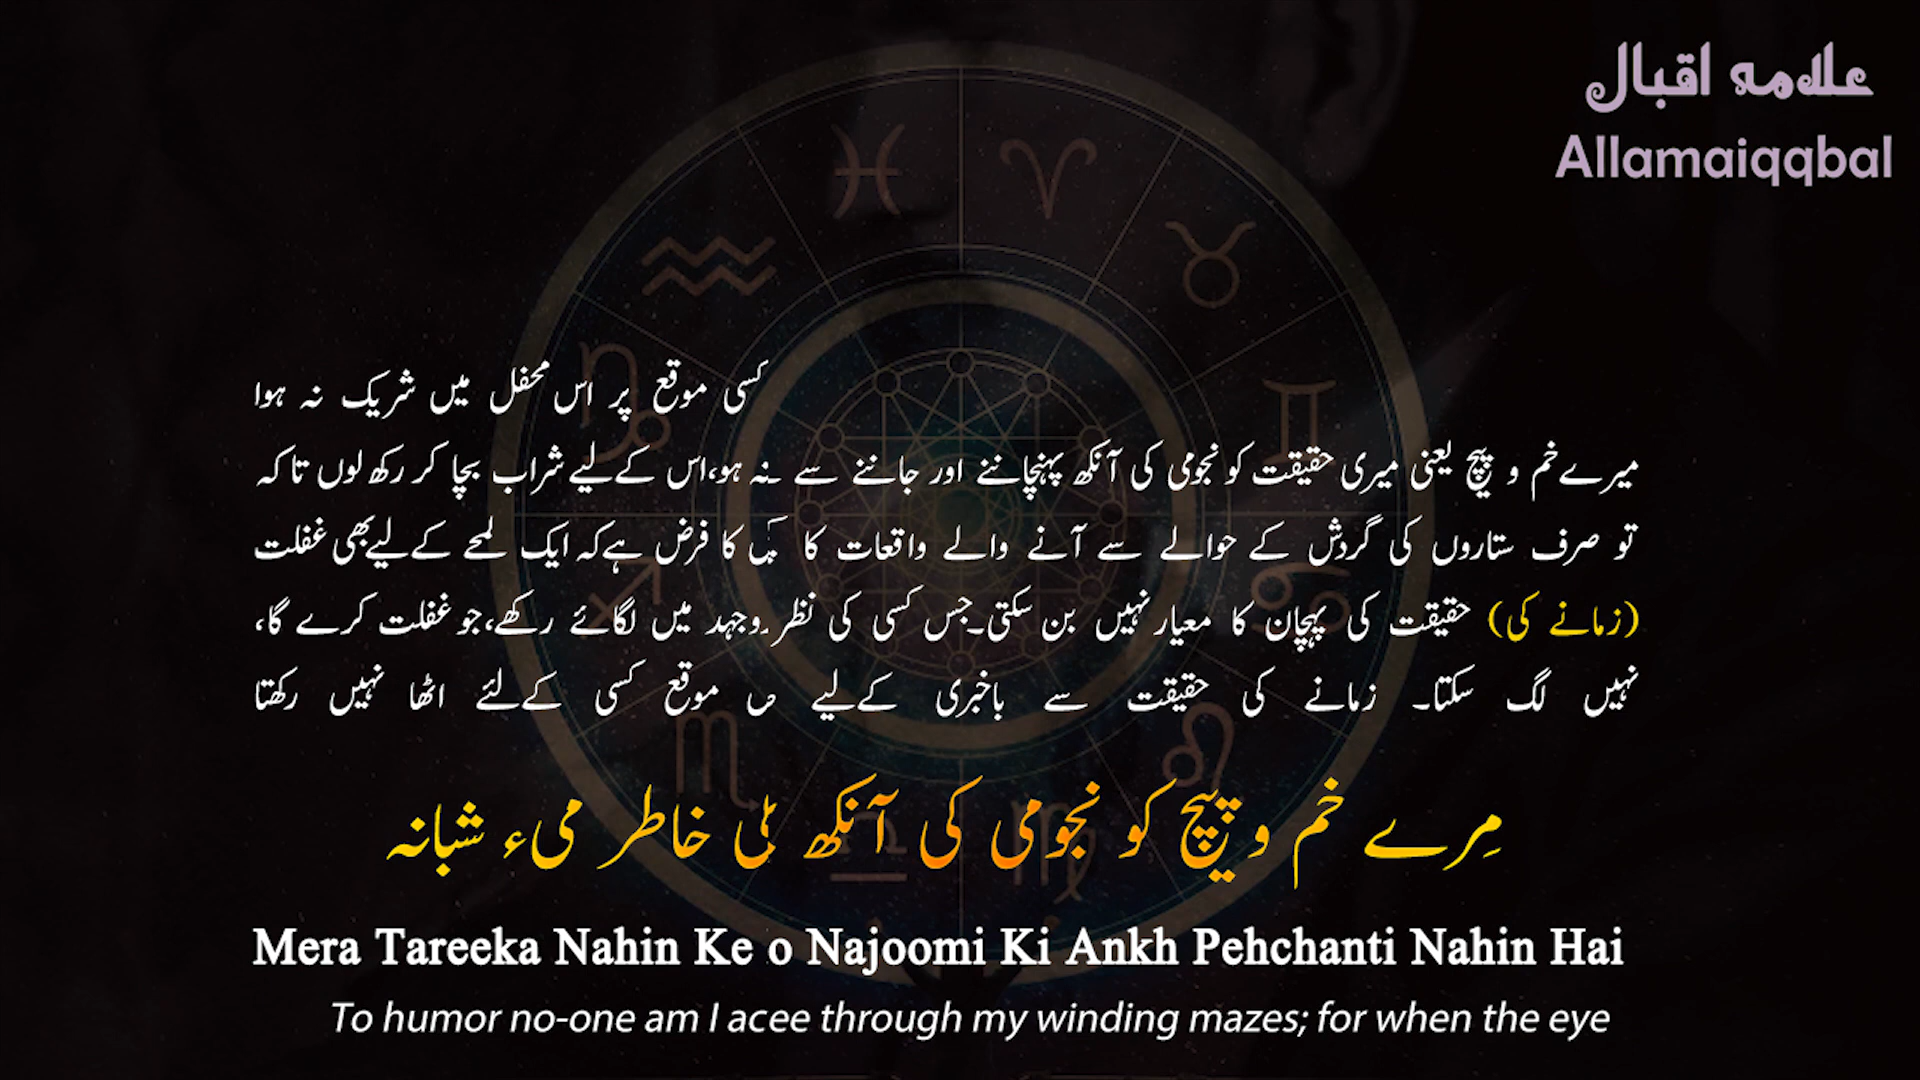 علامہ اقبال
Allamaiqqbal
کسی موقع پر اس محفل میں شریک نہ ہوا
میرے خم و پیچ یعنی میری حقیقت کو نجومی کی آنکھ پہنچاننے اور جاننے سے نہ ہو،اس کے لیے شراب بچا کر رکھ لوں تا کہ
تو صرف ستاروں کی گردش کے حوالے سے آنے والے واقعات کا کا فرض ہے کہ ایک لمحے کے لیے بھی غفلت
(زمانے کی) حقیقت کی پہچان کا معیار نہیں بن سکتی۔جس کسی کی نظر وجہد میں لگائے رکھے،جو غفلت کرے گا،
نہیں لگ سکتا۔ زمانے کی حقیقت سے باخبری کے لیے موقع کسی کے لئے اٹھا نہیں رکھتا
مِرے خم و پیچ کو نجومی کی آنکھ خاطر میء شبانہ
Mera Tareeka Nahin Ke o Najoomi Ki Ankh Pehchanti Nahin Hai
To humor no-one am I acee through my winding mazes; for when the eye